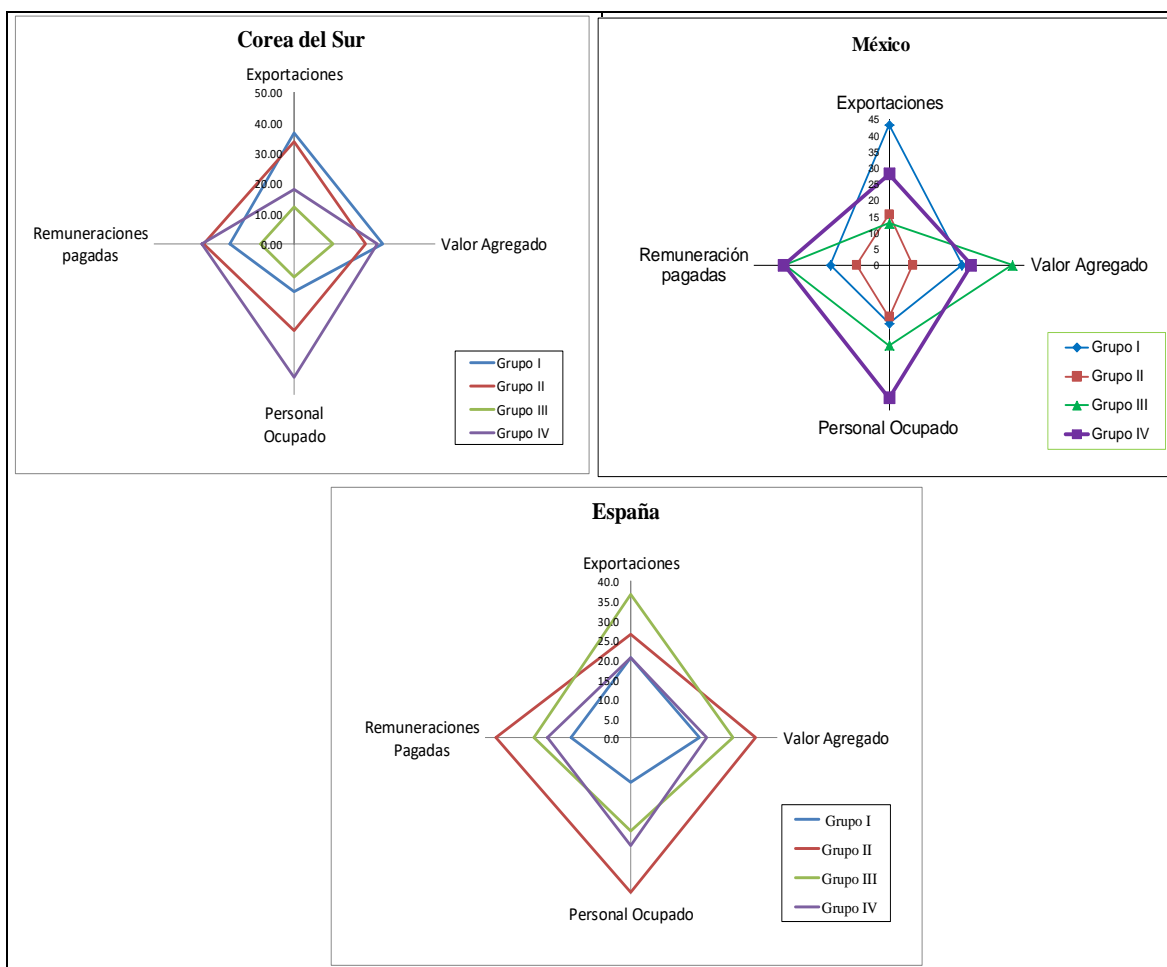 Corea del Sur
Exportaciones
50.00
40.00
30.00
20.00
10.00
0.00
Remuneraciones
pagadas
Valor Agregado
Personal
Ocupado
Grupo I
Grupo II
Grupo III
Grupo IV
México
Exportaciones
45
40
35
30
25
20
15
10
5
0
Remuneración
pagadas
Valor Agregado
Personal Ocupado
Grupo I
Grupo II
Grupo III
Grupo IV
España
Exportaciones
40.0
35.0
30.0
25.0
20.0
15.0
10.0
5.0
0.0
Remuneraciones
Pagadas
Valor Agregado
Personal Ocupado
Grupo I
Grupo II
Grupo III
Grupo IV